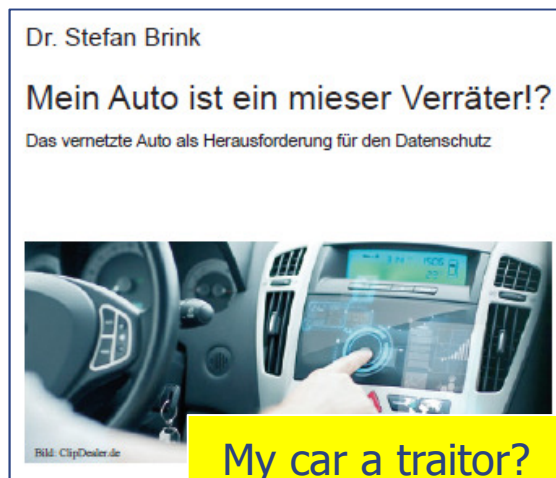 Dr. Stefan Brink
Mein Auto ist ein mieser Verräter!?
Das vernetzte Auto als Herausforderung für den Datenschutz
Bild: ClipDealer.de
My car a traitor?